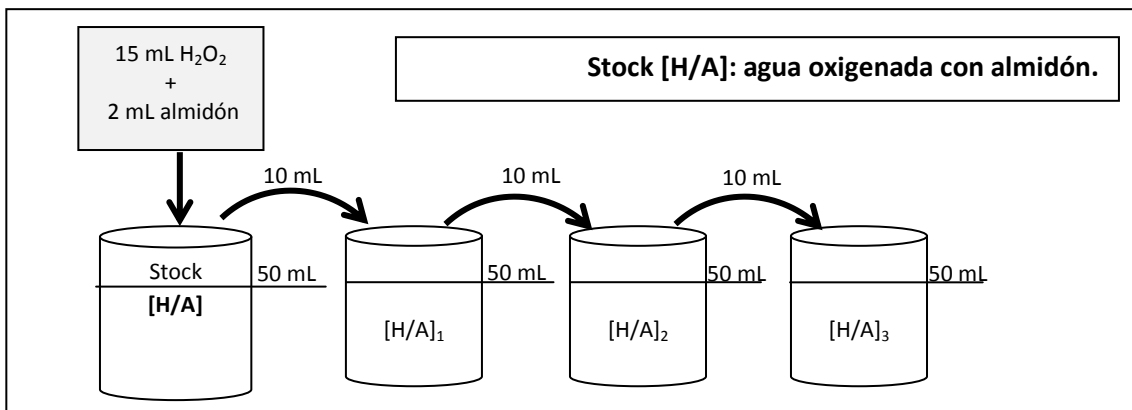 15 mL H₂O₂
+
2 mL almidón
Stock [H/A]: agua oxigenada con almidón.
10 mL
10 mL
10 mL
Stock
[H/A]
50 mL
[H/A]₁
50 mL
[H/A]₂
50 mL
[H/A]₃
50 mL